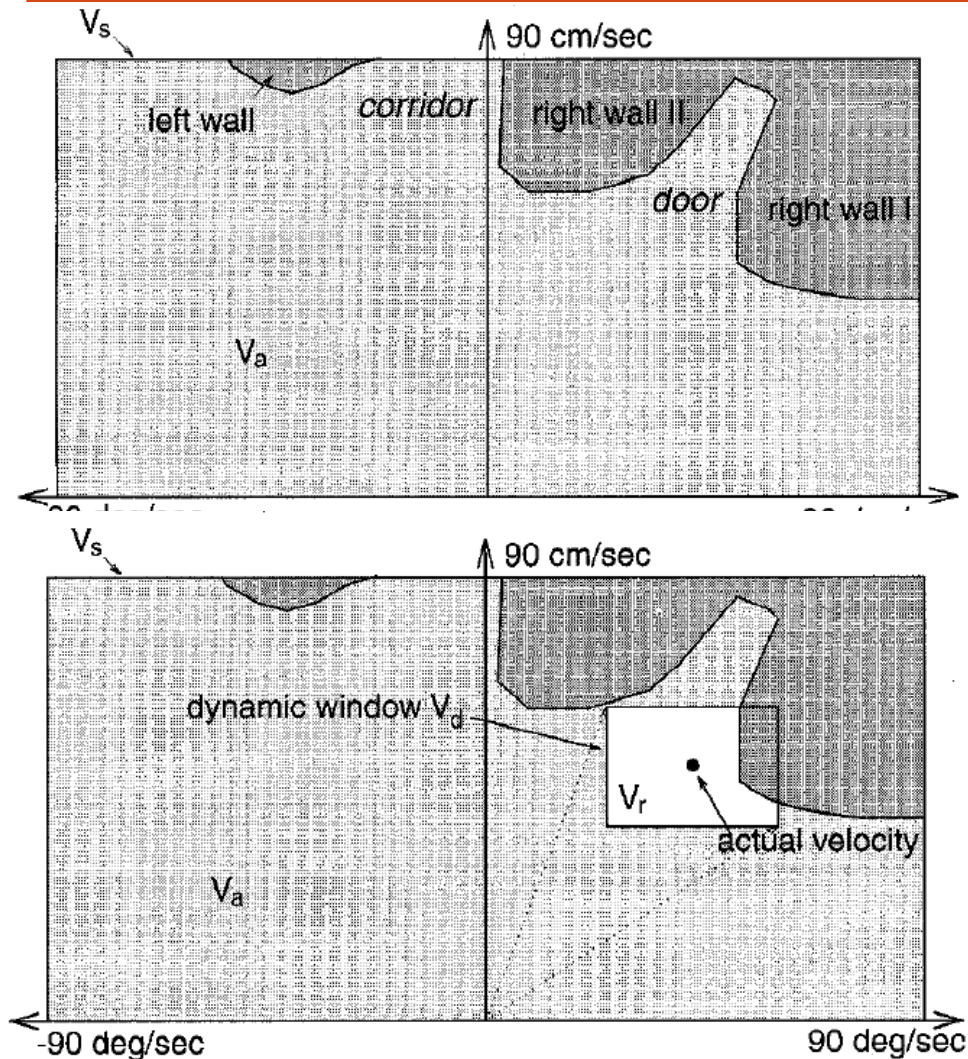 Vs
90 cm/sec
left wall
corridor
right wall II
door
right wall I
Va
Vs
90 cm/sec
dynamic window Vd
Vr
actual velocity
Va
-90 deg/sec
90 deg/sec